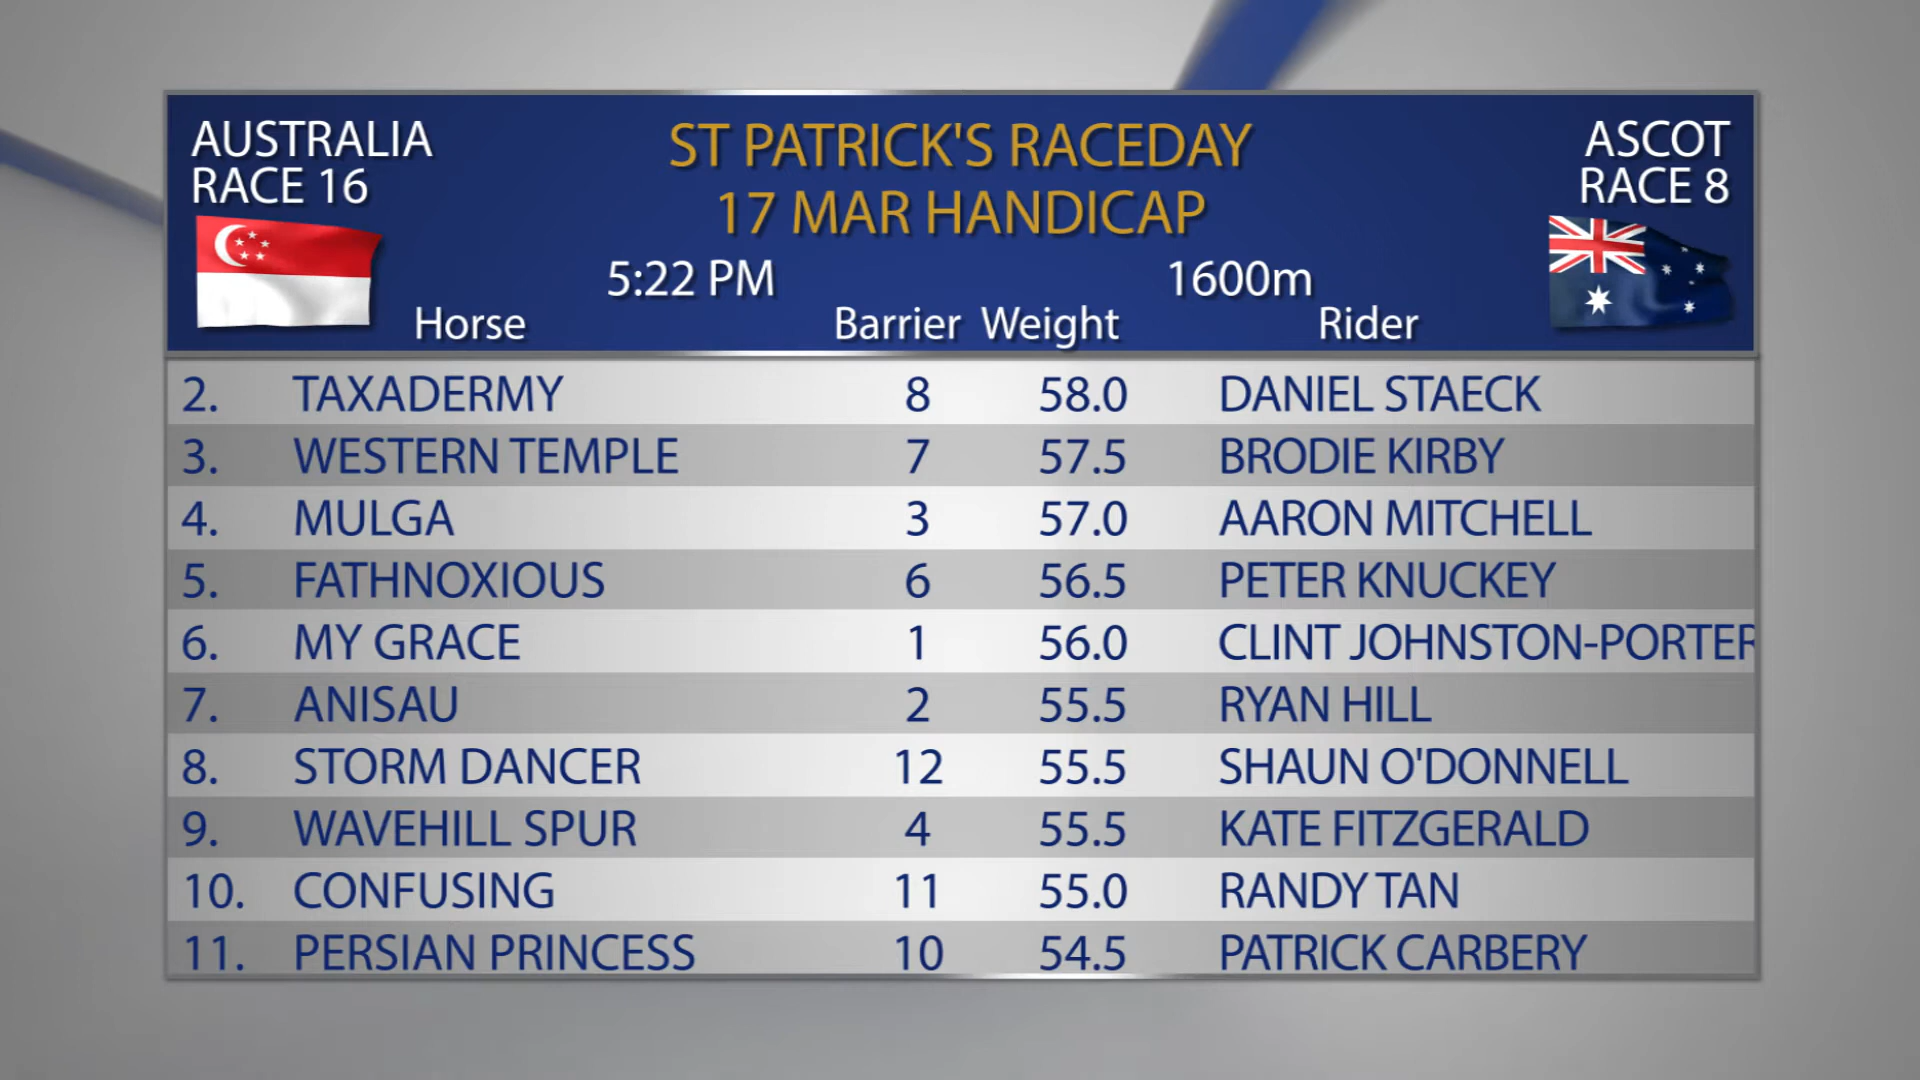 AUSTRALIA
RACE 16
ST PATRICK'S RACEDAY
17 MAR HANDICAP
ASCOT
RACE 8
5:22 PM 1600m
Horse Barrier Weight Rider
2. TAXADERMY 8 58.0 DANIEL STAECK
3. WESTERN TEMPLE 7 57.5 BRODIE KIRBY
4. MULGA 3 57.0 AARON MITCHELL
5. FATHNOXIOUS 6 56.5 PETER KNUCKEY
6. MY GRACE 1 56.0 CLINT JOHNSTON-PORTER
7. ANISAU 2 55.5 RYAN HILL
8. STORM DANCER 12 55.5 SHAUN O'DONNELL
9. WAVEHILL SPUR 4 55.5 KATE FITZGERALD
10. CONFUSING 11 55.0 RANDY TAN
11. PERSIAN PRINCESS 10 54.5 PATRICK CARBERY